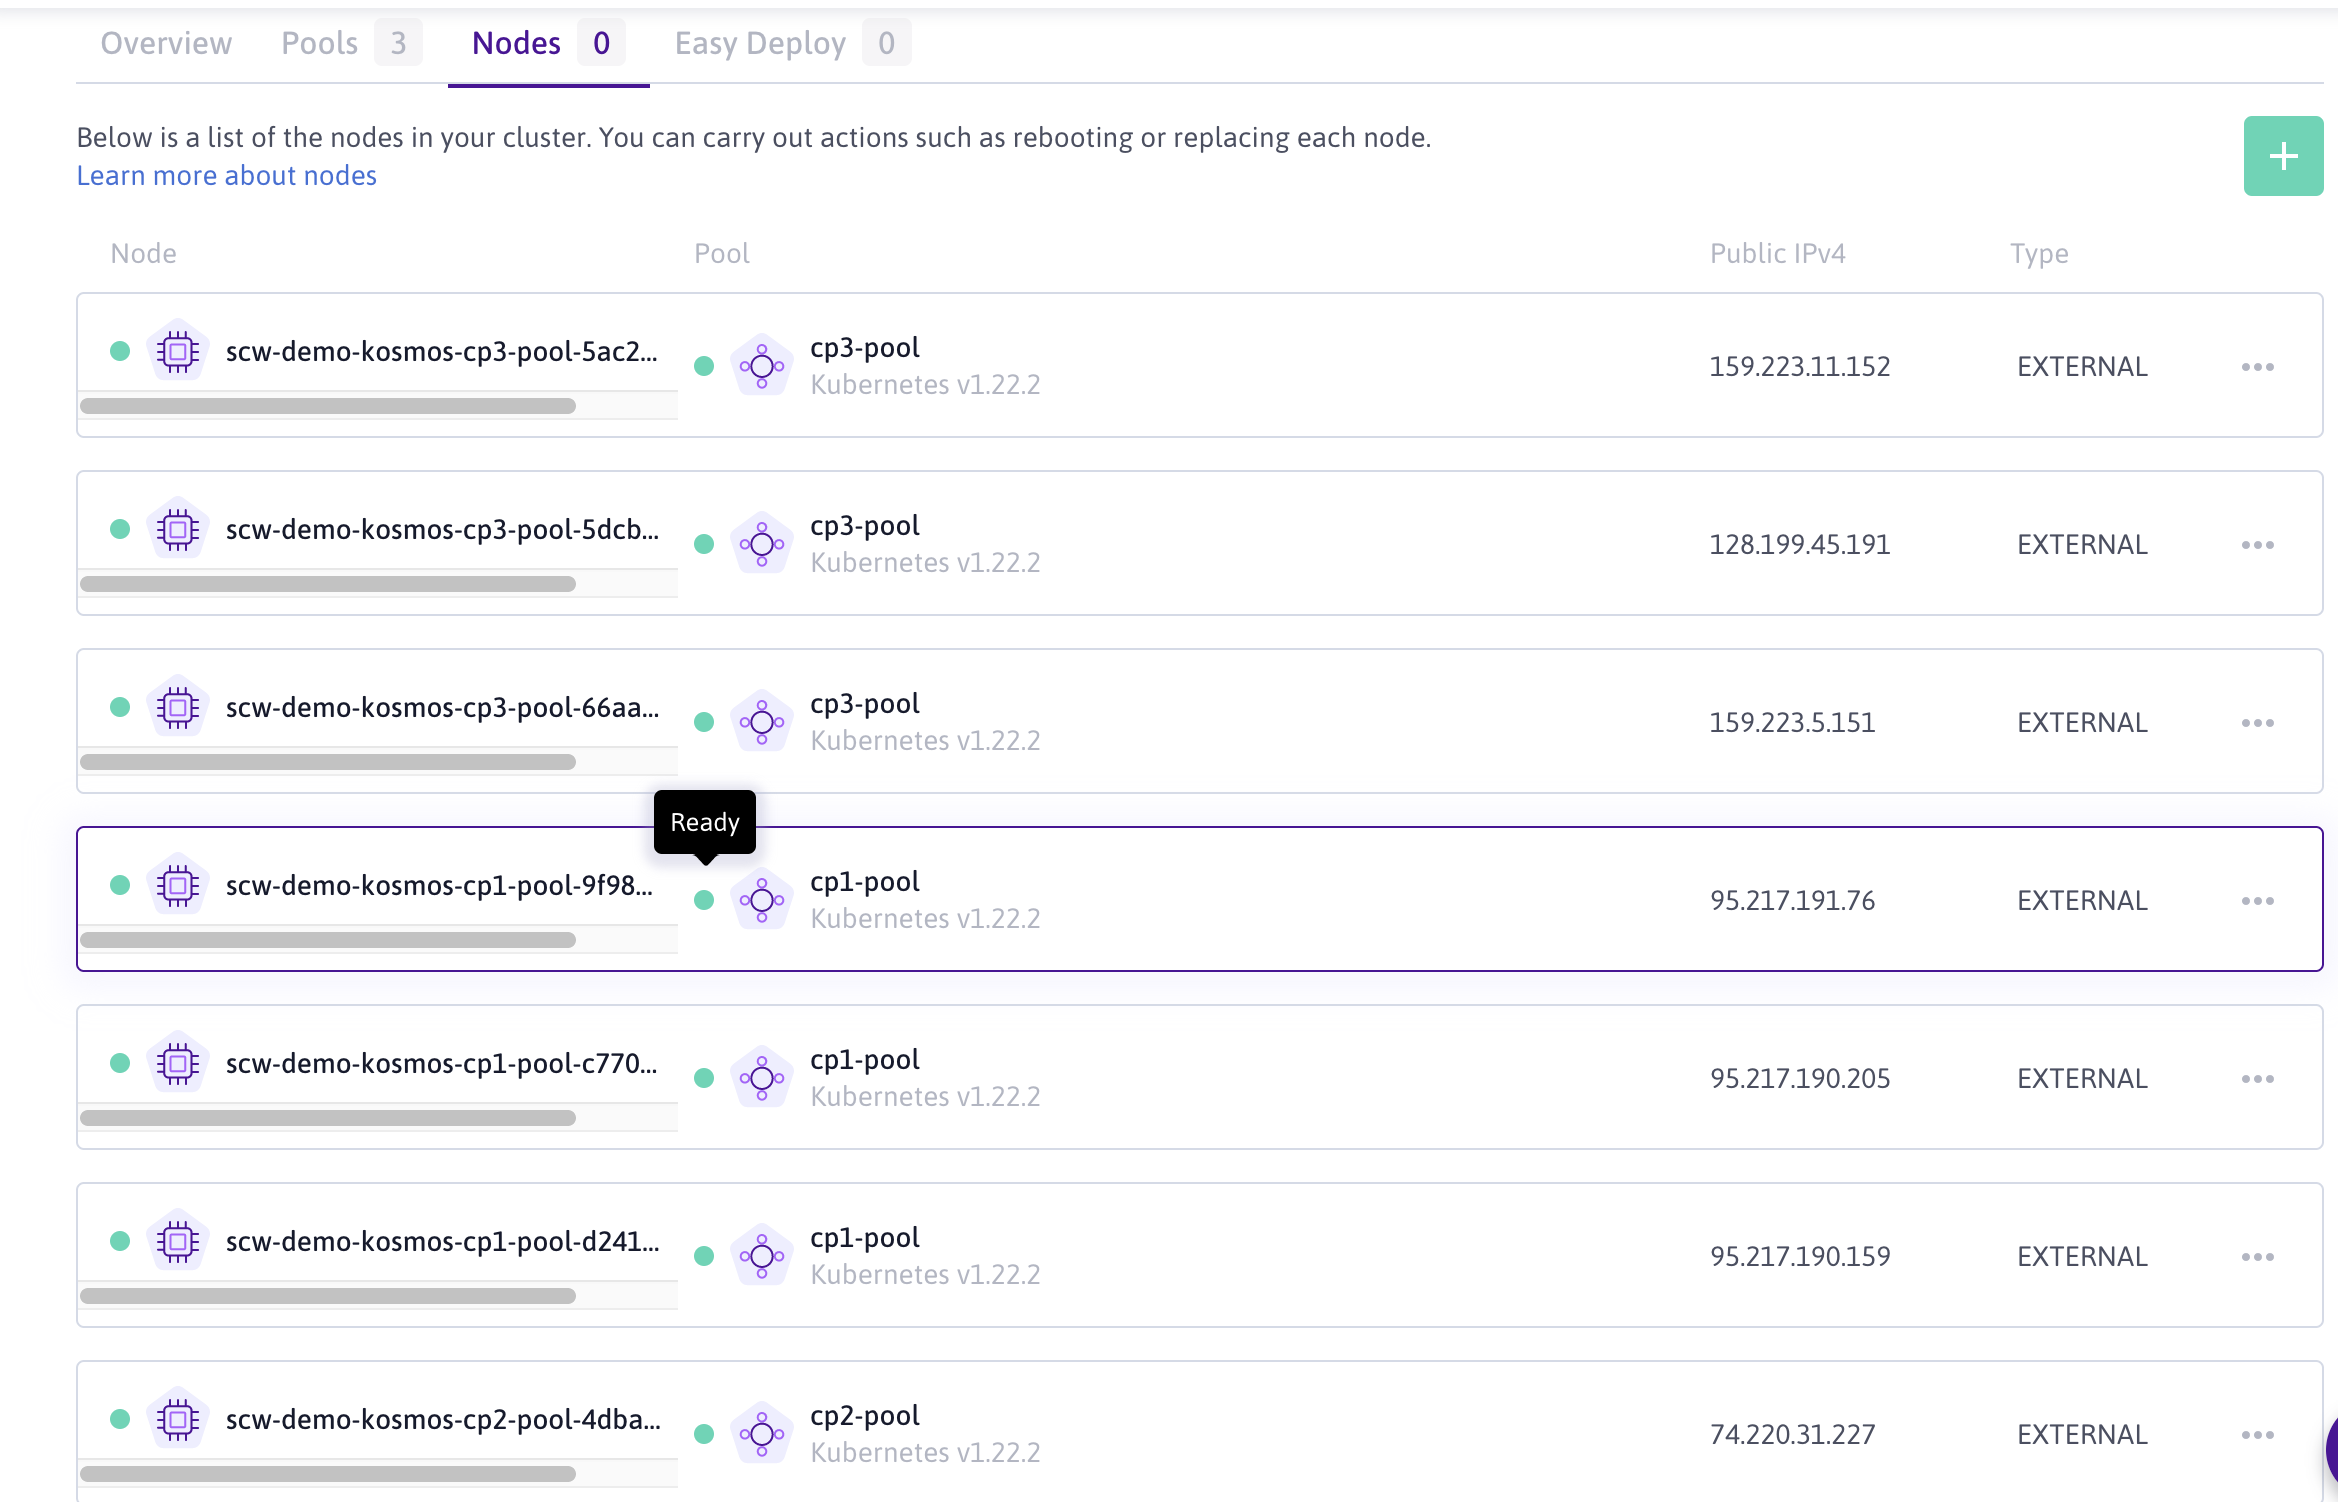 Overview Pools 3 Nodes 0 Easy Deploy 0
Below is a list of the nodes in your cluster. You can carry out actions such as rebooting or replacing each node.
Learn more about nodes
+
Node Pool Public IPv4 Type
scw-demo-kosmos-cp3-pool-5ac2... cp3-pool 159.223.11.152 EXTERNAL
Kubernetes v1.22.2
scw-demo-kosmos-cp3-pool-5dcb... cp3-pool 128.199.45.191 EXTERNAL
Kubernetes v1.22.2
scw-demo-kosmos-cp3-pool-66aa... cp3-pool 159.223.5.151 EXTERNAL
Kubernetes v1.22.2
Ready
scw-demo-kosmos-cp1-pool-9f98... cp1-pool 95.217.191.76 EXTERNAL
Kubernetes v1.22.2
scw-demo-kosmos-cp1-pool-c770... cp1-pool 95.217.190.205 EXTERNAL
Kubernetes v1.22.2
scw-demo-kosmos-cp1-pool-d241... cp1-pool 95.217.190.159 EXTERNAL
Kubernetes v1.22.2
scw-demo-kosmos-cp2-pool-4dba... cp2-pool 74.220.31.227 EXTERNAL
Kubernetes v1.22.2